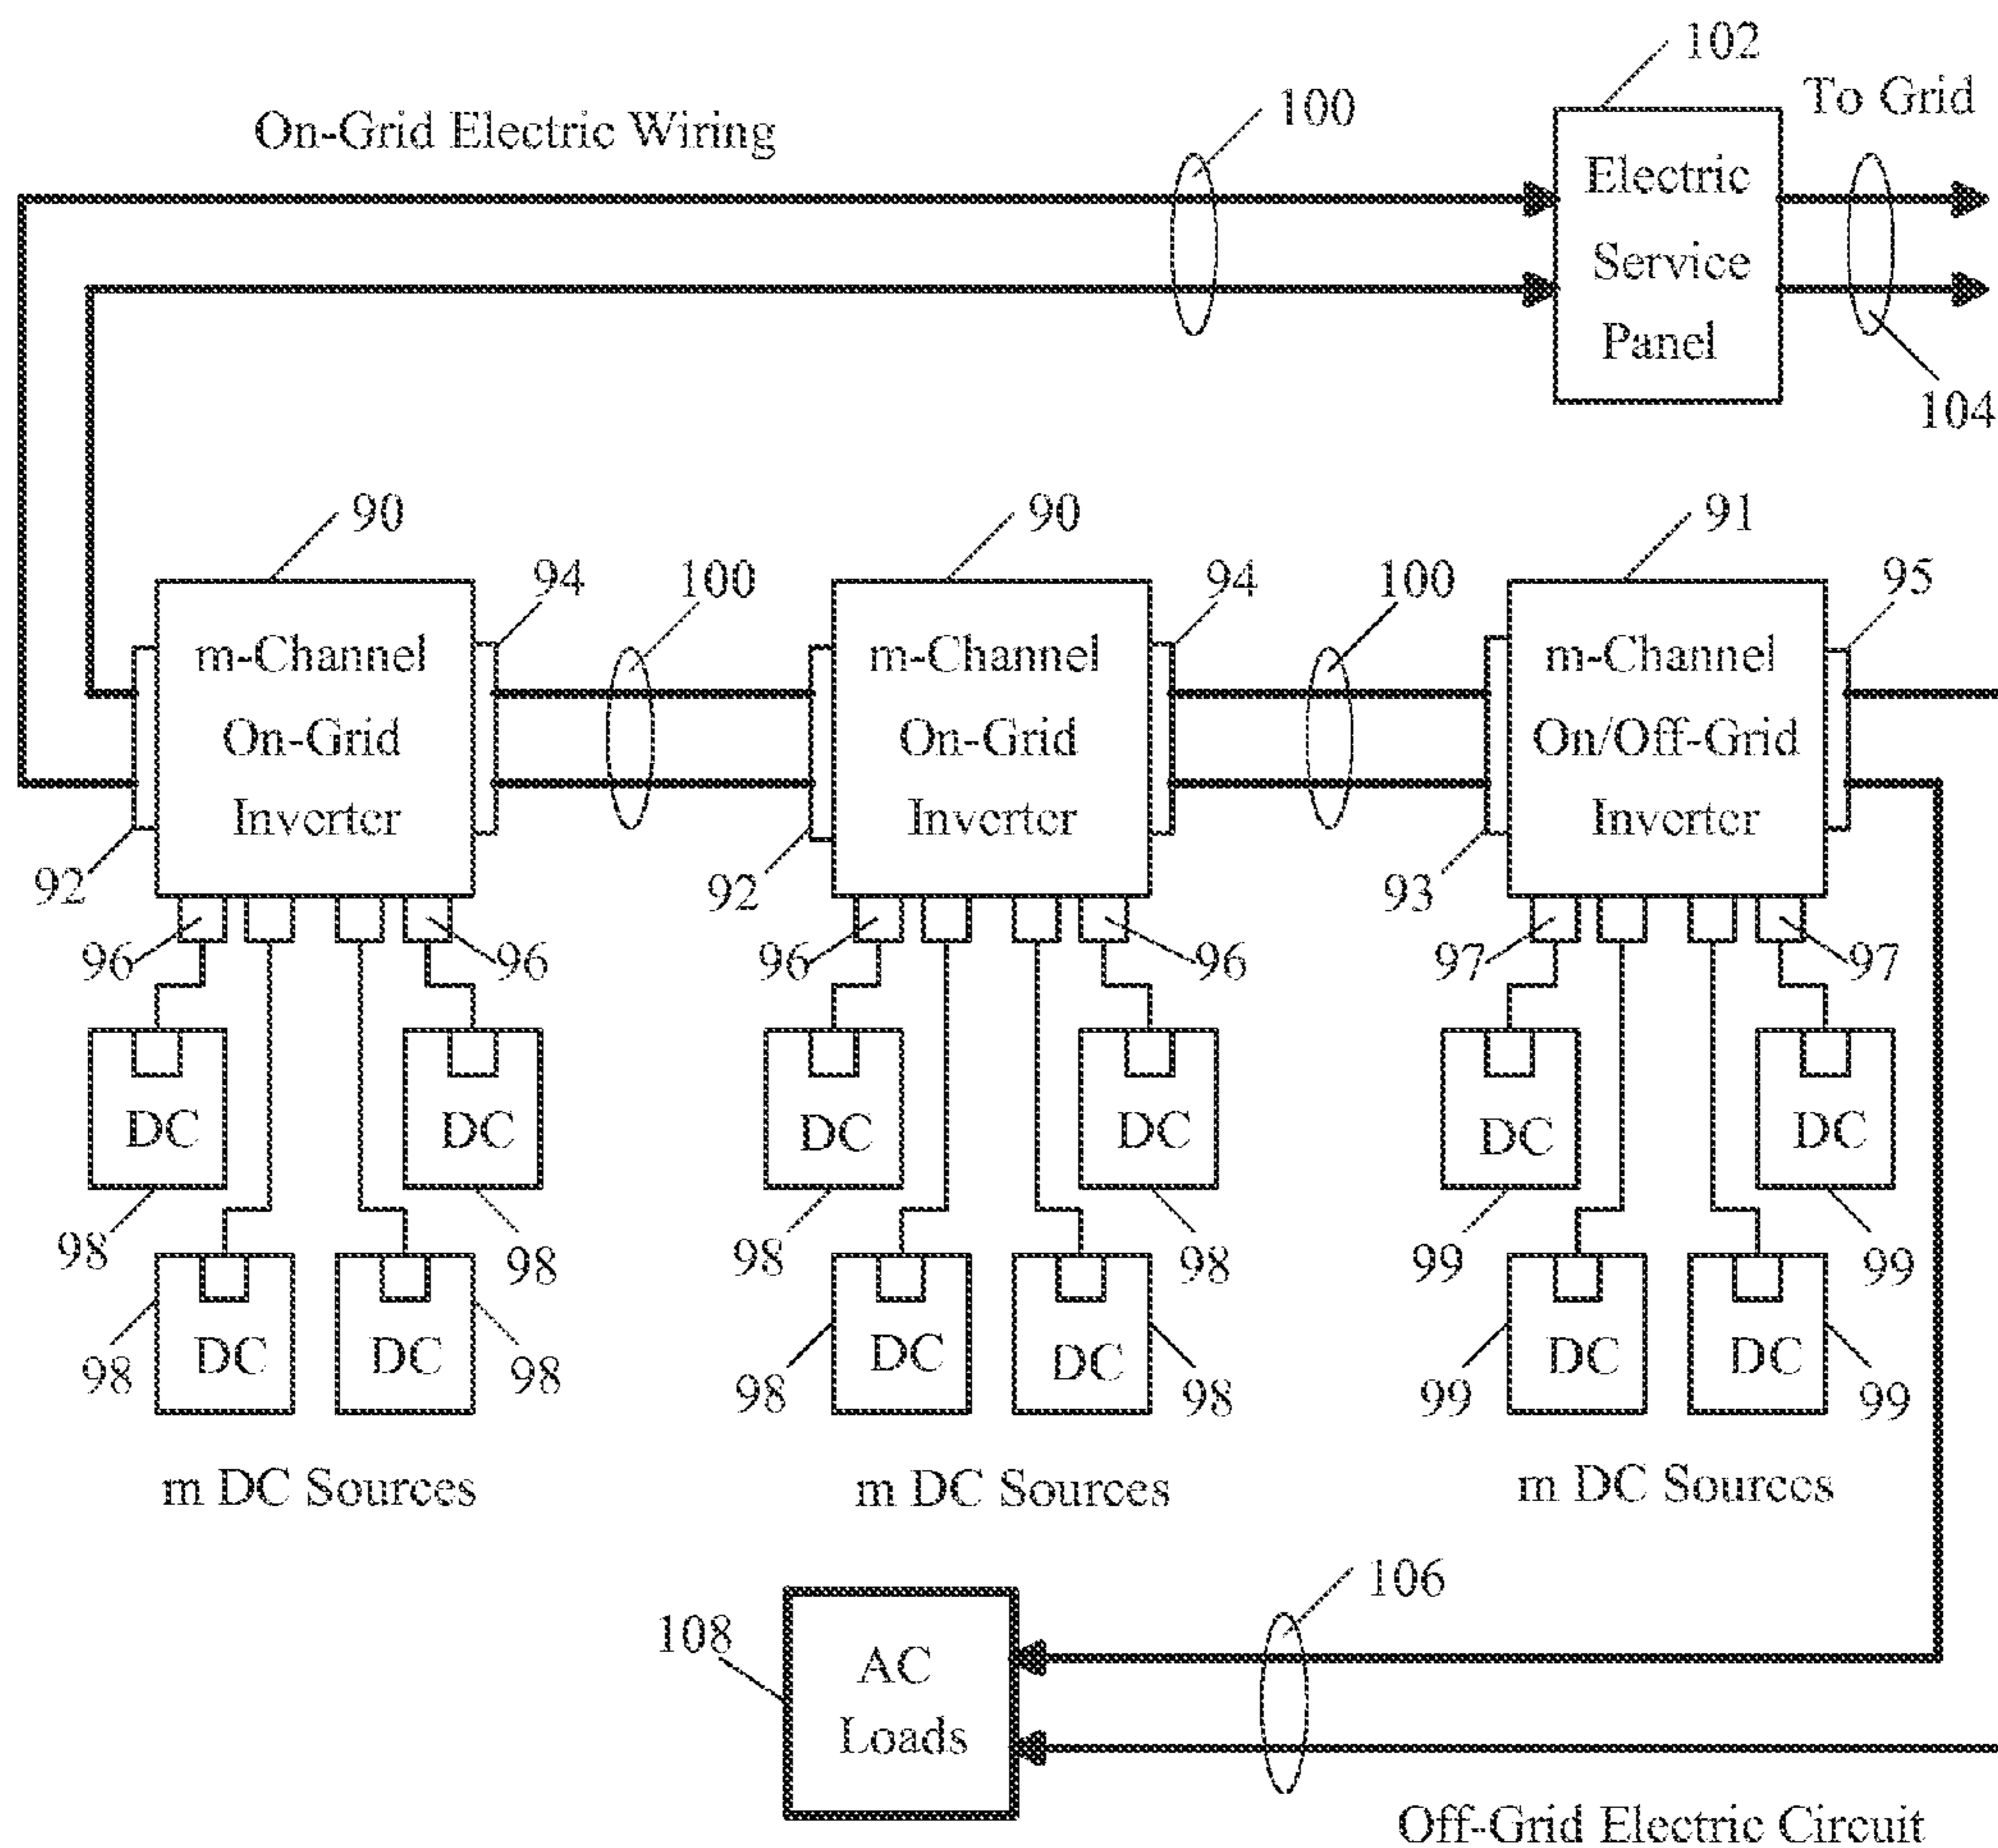 102
To Grid
100
On-Grid Electric Wiring
Electric
Service
Panel
104
90
90
91
94
100
94
100
95
m-Channel
On-Grid
Inverter
m-Channel
On-Grid
Inverter
m-Channel
On/Off-Grid
Inverter
92
92
93
96
96
96
96
97
97
DC
DC
DC
DC
DC
DC
98
98
98
98
99
99
DC
DC
DC
DC
DC
DC
98
98
98
98
99
99
m DC Sources
m DC Sources
m DC Sources
106
108
AC
Loads
Off-Grid Electric Circuit